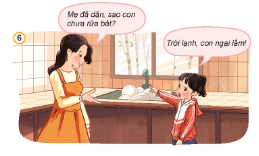 Mẹ đã dặn, sao con
chưa rửa bát?
Trời lạnh, con ngại lắm!
6